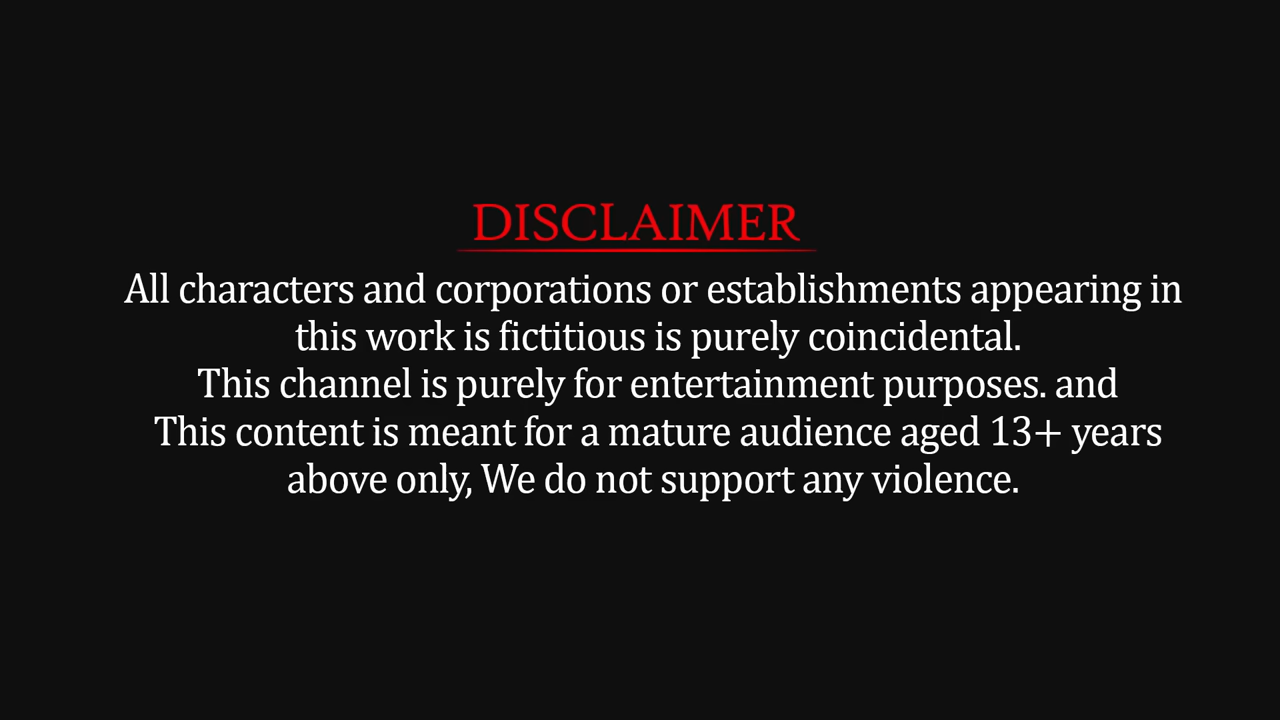 DISCLAIMER
All characters and corporations or establishments appearing in
this work is fictitious is purely coincidental.
This channel is purely for entertainment purposes. and
This content is meant for a mature audience aged 13+ years
above only, We do not support any violence.